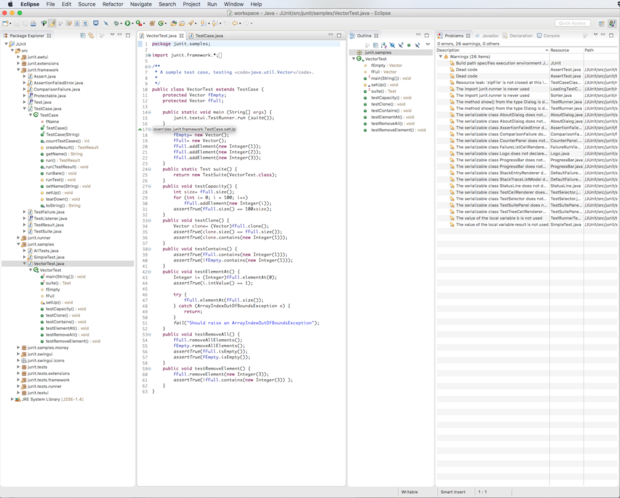 Eclipse File Edit Source Refactor Navigate Search Project Run Window Help
workspace - Java - JUnit/src/junit/samples/VectorTest.java - Eclipse
Quick Access
Package Explorer
JUnit
src
junit.awtui
junit.extensions
junit.framework
Assert.java
AssertionFailedError.java
ComparisonFailure.java
Protectable.java
Test.java
TestCase.java
TestCase
fName
TestCase()
TestCase(String)
countTestCases() : int
createResult() : TestResult
getName() : String
run() : TestResult
run(TestResult) : void
runBare() : void
runTest() : void
setName(String) : void
setUp() : void
tearDown() : void
toString() : String
TestFailure.java
TestListener.java
TestResult.java
TestSuite.java
junit.runner
junit.samples
AllTests.java
SimpleTest.java
VectorTest.java
VectorTest
main(String[]) : void
suite() : Test
fEmpty
fFull
setUp() : void
testCapacity() : void
testClone() : void
testContains() : void
testElementAt() : void
testRemoveAll() : void
testRemoveElement() : void
junit.samples.money
junit.swingui
junit.swingui.icons
junit.tests
junit.tests.extensions
junit.tests.framework
junit.tests.runner
junit.textui
JRE System Library [J2SE-1.4]
VectorTest.java TestCase.java
package junit.samples;
import junit.framework.*;
/**
* A sample test case, testing <code>java.util.Vector</code>.
*
*/
public class VectorTest extends TestCase {
protected Vector fEmpty;
protected Vector fFull;
public static void main (String[] args) {
junit.textui.TestRunner.run (suite());
}
overrides junit.framework.TestCase.setUp
fEmpty= new Vector();
fFull= new Vector();
fFull.addElement(new Integer(1));
fFull.addElement(new Integer(2));
fFull.addElement(new Integer(3));
}
public static Test suite() {
return new TestSuite(VectorTest.class);
}
public void testCapacity() {
int size= fFull.size();
for (int i= 0; i < 100; i++)
fFull.addElement(new Integer(i));
assertTrue(fFull.size() == 100+size);
}
public void testClone() {
Vector clone= (Vector)fFull.clone();
assertTrue(clone.size() == fFull.size());
assertTrue(clone.contains(new Integer(1)));
}
public void testContains() {
assertTrue(fFull.contains(new Integer(1)));
assertTrue(!fEmpty.contains(new Integer(1)));
}
public void testElementAt() {
Integer i= (Integer)fFull.elementAt(0);
assertTrue(i.intValue() == 1);
try {
fFull.elementAt(fFull.size());
} catch (ArrayIndexOutOfBoundsException e) {
return;
}
fail("Should raise an ArrayIndexOutOfBoundsException");
}
public void testRemoveAll() {
fFull.removeAllElements();
fEmpty.removeAllElements();
assertTrue(fFull.isEmpty());
assertTrue(fEmpty.isEmpty());
}
public void testRemoveElement() {
fFull.removeElement(new Integer(3));
assertTrue(!fFull.contains(new Integer(3)) );
}
}
Outline
junit.samples
VectorTest
fEmpty : Vector
fFull : Vector
main(String[]) : void
setUp() : void
suite() : Test
testCapacity() : void
testClone() : void
testContains() : void
testElementAt() : void
testRemoveAll() : void
testRemoveElement() : void
Problems Javadoc Declaration Console
0 errors, 26 warnings, 0 others
Description Resource Path
Warnings (26 items)
Writable Smart Insert 1 : 1